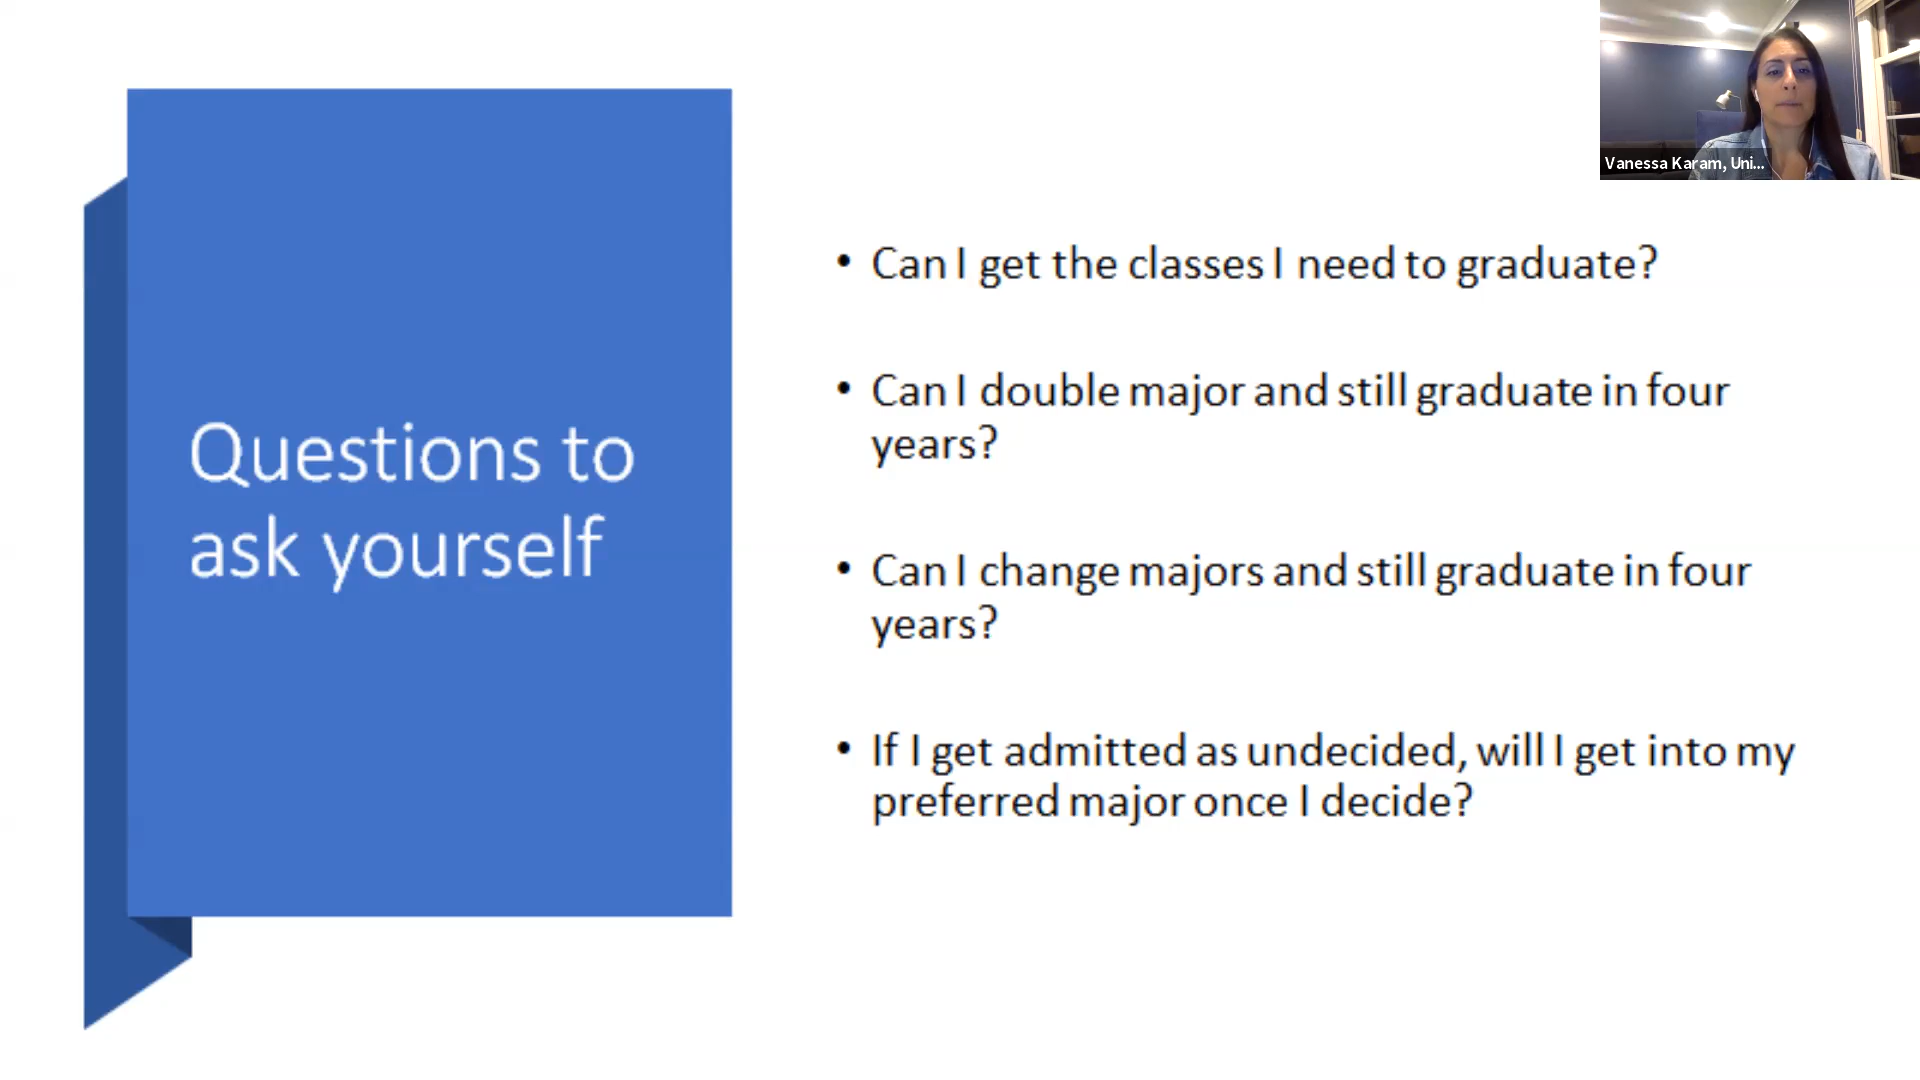 Vanessa Karam, Uni...
Questions to
ask yourself
• Can I get the classes I need to graduate?
• Can I double major and still graduate in four
years?
• Can I change majors and still graduate in four
years?
• If I get admitted as undecided, will I get into my
preferred major once I decide?